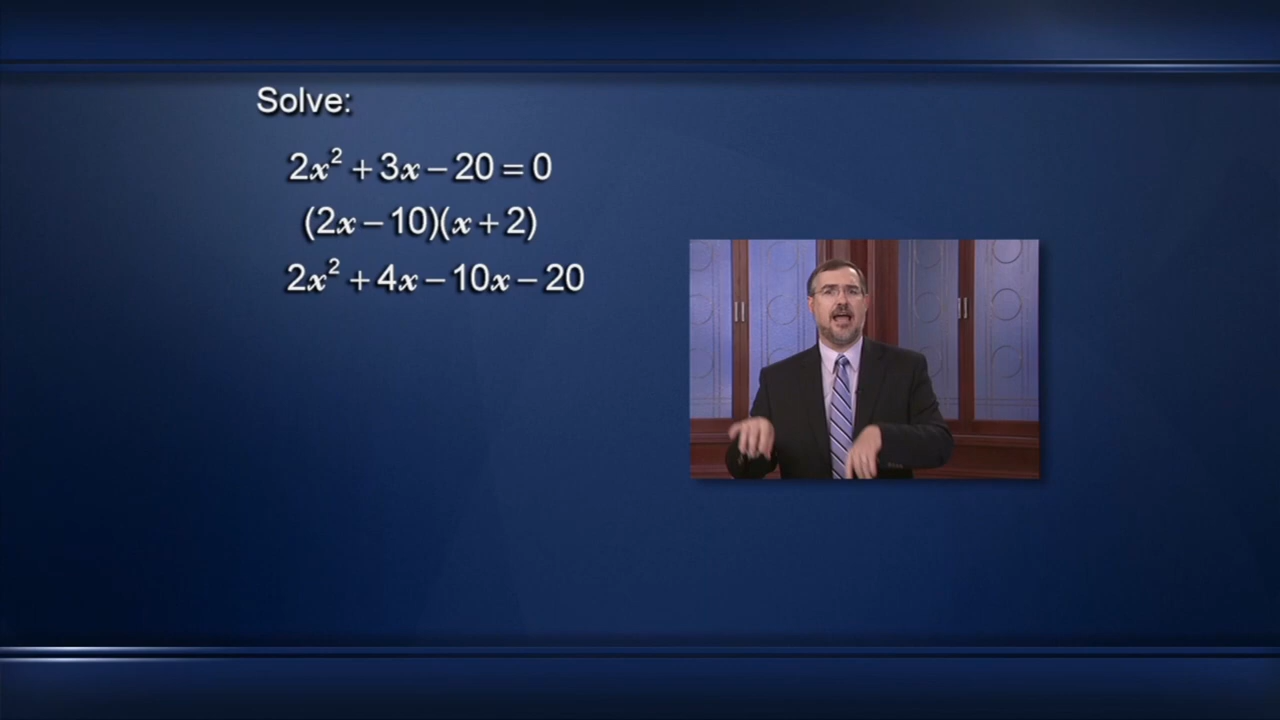 Solve:
2x² + 3x − 20 = 0
(2x − 10)(x + 2)
2x² + 4x − 10x − 20